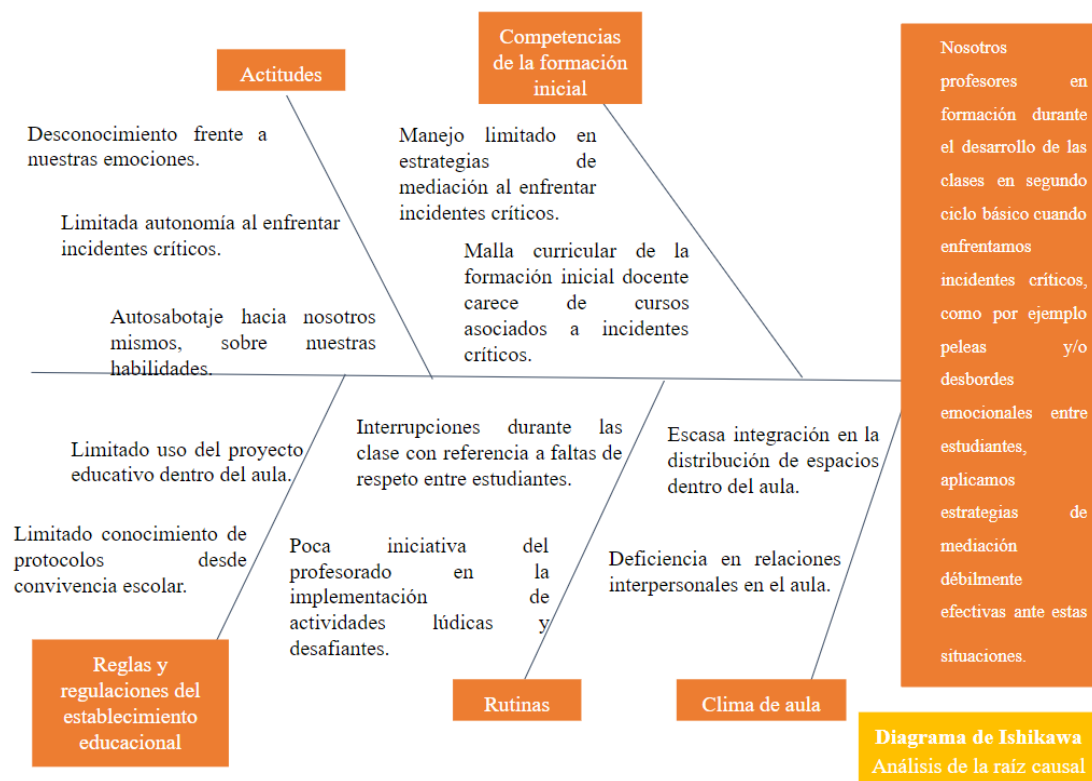 Actitudes
Competencias
de la formación
inicial
Desconocimiento frente a
nuestras emociones.
Limitada autonomía al enfrentar
incidentes críticos.
Autosabotaje hacia nosotros
mismos, sobre nuestras
habilidades.
Manejo limitado en
estrategias de
mediación al enfrentar
incidentes críticos.
Malla curricular de la
formación inicial docente
carece de cursos
asociados a incidentes
críticos.
Limitado uso del proyecto
educativo dentro del aula.
Limitado conocimiento de
protocolos desde
convivencia escolar.
Reglas y
regulaciones del
establecimiento
educacional
Interrupciones durante las
clase con referencia a faltas de
respeto entre estudiantes.
Poca iniciativa del
profesorado en la
implementación de
actividades lúdicas y
desafiantes.
Rutinas
Escasa integración en la
distribución de espacios
dentro del aula.
Deficiencia en relaciones
interpersonales en el aula.
Clima de aula
Nosotros
profesores en
formación durante
el desarrollo de las
clases en segundo
ciclo básico cuando
enfrentamos
incidentes críticos,
como por ejemplo
peleas y/o
desbordes
emocionales entre
estudiantes,
aplicamos
estrategias de
mediación
débilmente
efectivas ante estas
situaciones.
Diagrama de Ishikawa
Análisis de la raíz causal